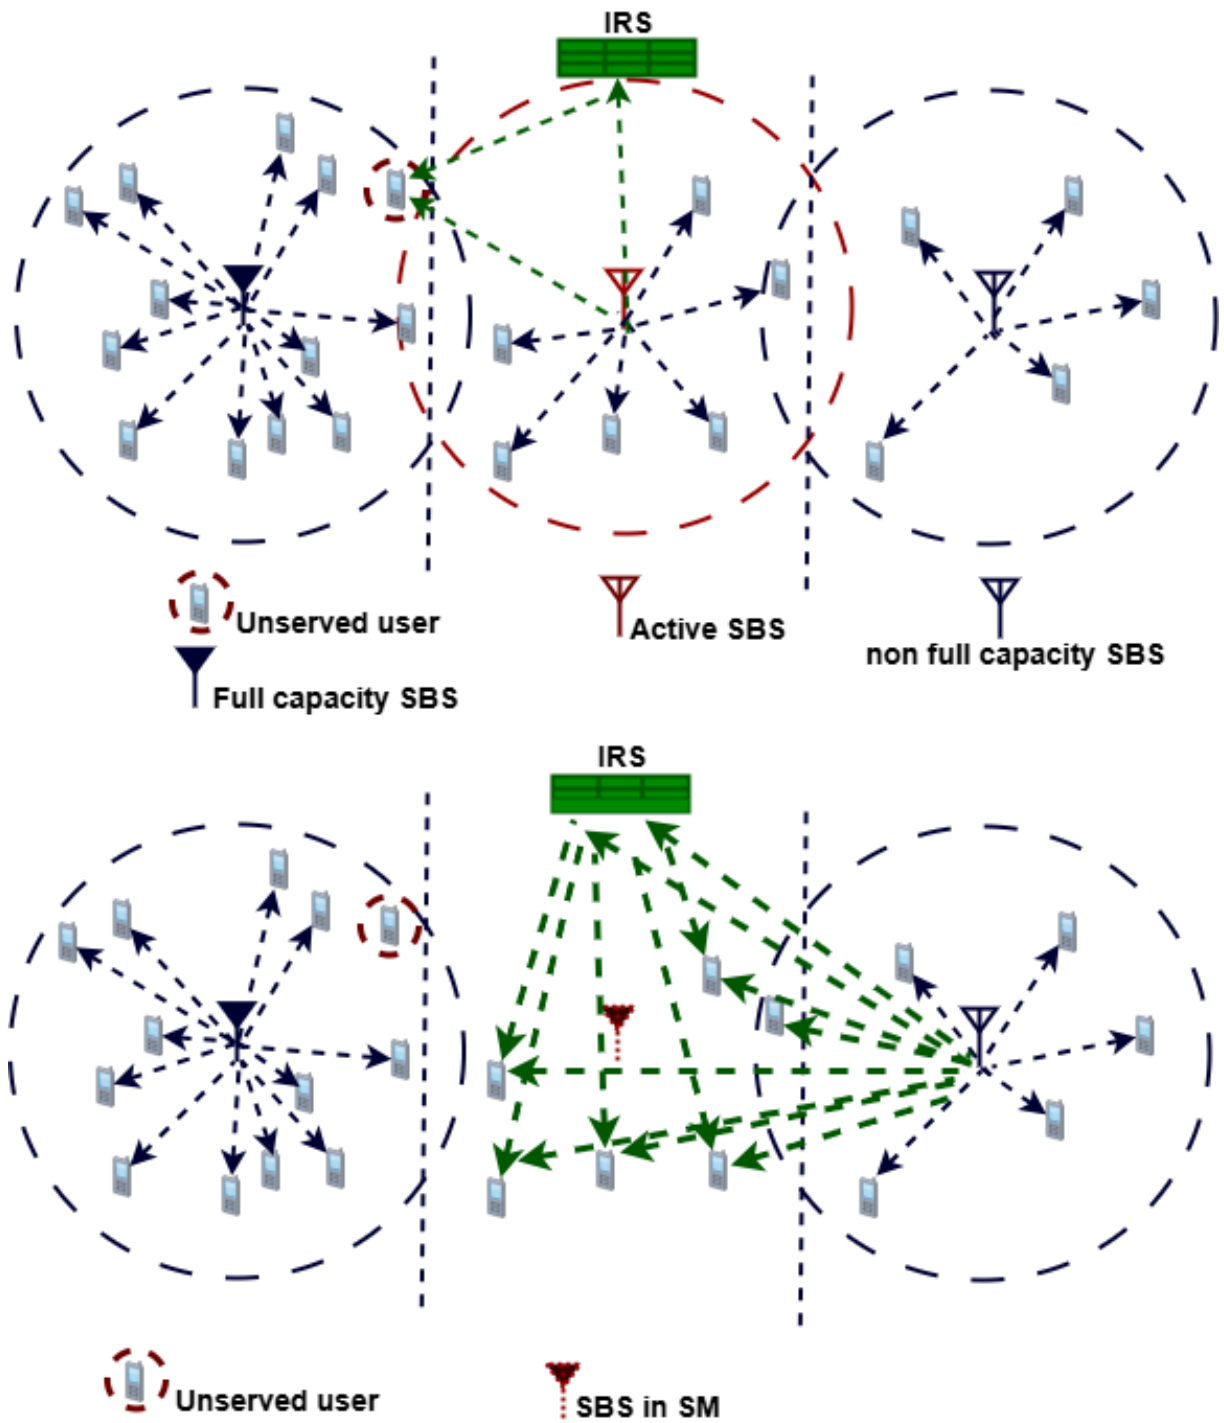 IRS
Unserved user
Active SBS
non full capacity SBS
Full capacity SBS
IRS
Unserved user
SBS in SM